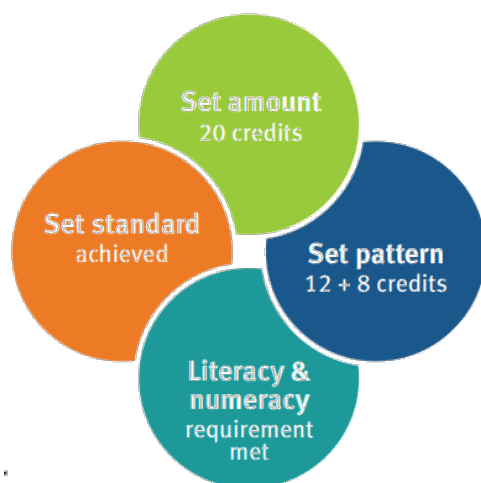 Set amount
20 credits
Set standard
achieved
Set pattern
12 + 8 credits
Literacy &
numeracy
requirement
met